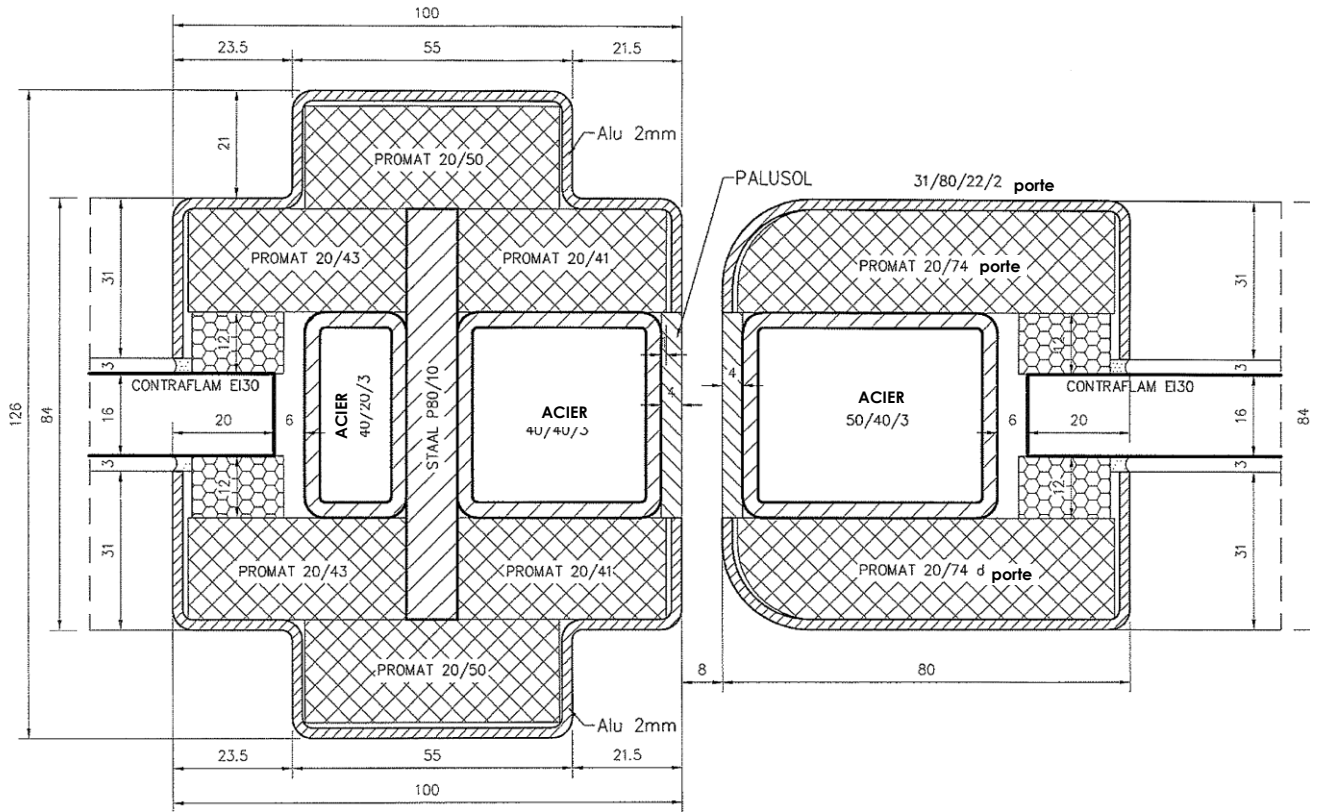 100
23.5
55
21.5
21
Alu 2mm
PROMAT 20/50
PALUSOL
31/80/22/2 porte
PROMAT 20/43
PROMAT 20/41
PROMAT 20/74 porte
31
31
12
12
3
3
CONTRAFLAM EI30
CONTRAFLAM EI30
126
84
16
20
6
ACIER
40/20/3
STAAL P80/10
ACIER
40/40/3
4
4
ACIER
50/40/3
6
20
16
84
3
3
12
12
31
31
PROMAT 20/43
PROMAT 20/41
PROMAT 20/74 d porte
PROMAT 20/50
8
80
Alu 2mm
23.5
55
21.5
100